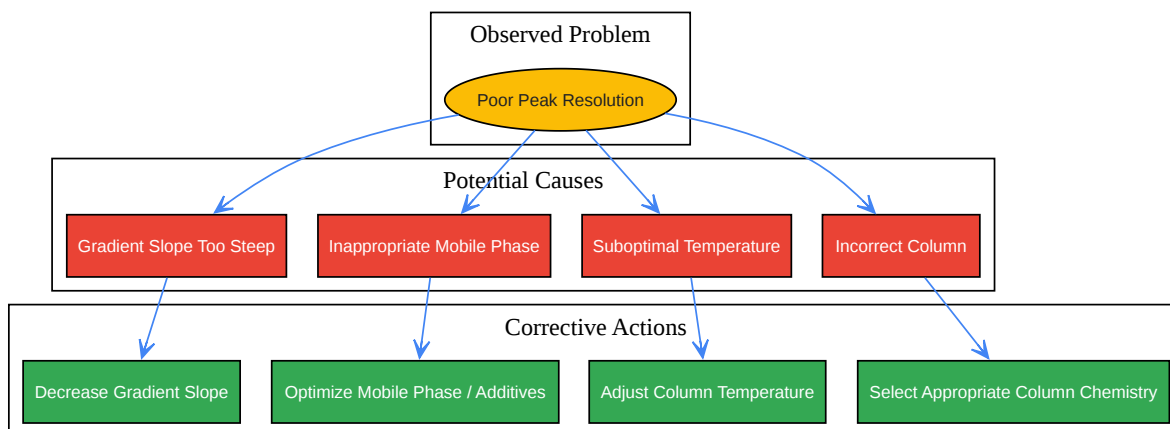 Observed Problem
Poor Peak Resolution
Potential Causes
Gradient Slope Too Steep
Inappropriate Mobile Phase
Suboptimal Temperature
Incorrect Column
Corrective Actions
Decrease Gradient Slope
Optimize Mobile Phase / Additives
Adjust Column Temperature
Select Appropriate Column Chemistry